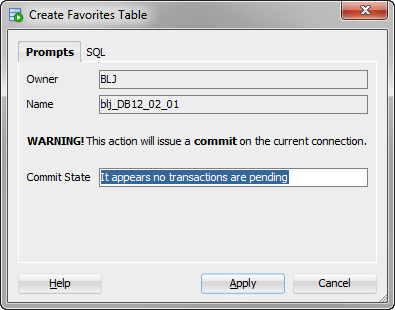 Create Favorites Table
Prompts SQL
Owner BLJ
Name blj_DB12_02_01
WARNING! This action will issue a commit on the current connection.
Commit State It appears no transactions are pending
Help Apply Cancel